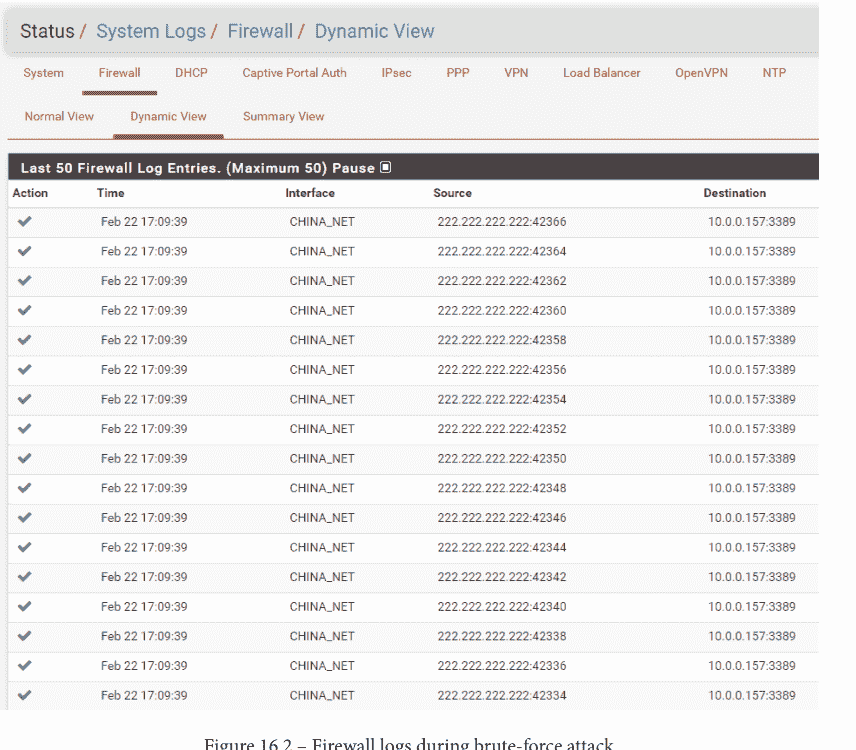 Status / System Logs / Firewall / Dynamic View
System Firewall DHCP Captive Portal Auth IPsec PPP VPN Load Balancer OpenVPN NTP
Normal View Dynamic View Summary View
Last 50 Firewall Log Entries. (Maximum 50) Pause
Action Time Interface Source Destination
Feb 22 17:09:39 CHINA_NET 222.222.222.222:42366 10.0.0.157:3389
Feb 22 17:09:39 CHINA_NET 222.222.222.222:42364 10.0.0.157:3389
Feb 22 17:09:39 CHINA_NET 222.222.222.222:42362 10.0.0.157:3389
Feb 22 17:09:39 CHINA_NET 222.222.222.222:42360 10.0.0.157:3389
Feb 22 17:09:39 CHINA_NET 222.222.222.222:42358 10.0.0.157:3389
Feb 22 17:09:39 CHINA_NET 222.222.222.222:42356 10.0.0.157:3389
Feb 22 17:09:39 CHINA_NET 222.222.222.222:42354 10.0.0.157:3389
Feb 22 17:09:39 CHINA_NET 222.222.222.222:42352 10.0.0.157:3389
Feb 22 17:09:39 CHINA_NET 222.222.222.222:42350 10.0.0.157:3389
Feb 22 17:09:39 CHINA_NET 222.222.222.222:42348 10.0.0.157:3389
Feb 22 17:09:39 CHINA_NET 222.222.222.222:42346 10.0.0.157:3389
Feb 22 17:09:39 CHINA_NET 222.222.222.222:42344 10.0.0.157:3389
Feb 22 17:09:39 CHINA_NET 222.222.222.222:42342 10.0.0.157:3389
Feb 22 17:09:39 CHINA_NET 222.222.222.222:42340 10.0.0.157:3389
Feb 22 17:09:39 CHINA_NET 222.222.222.222:42338 10.0.0.157:3389
Feb 22 17:09:39 CHINA_NET 222.222.222.222:42336 10.0.0.157:3389
Feb 22 17:09:39 CHINA_NET 222.222.222.222:42334 10.0.0.157:3389
Figure 16.2 – Firewall logs during brute-force attack